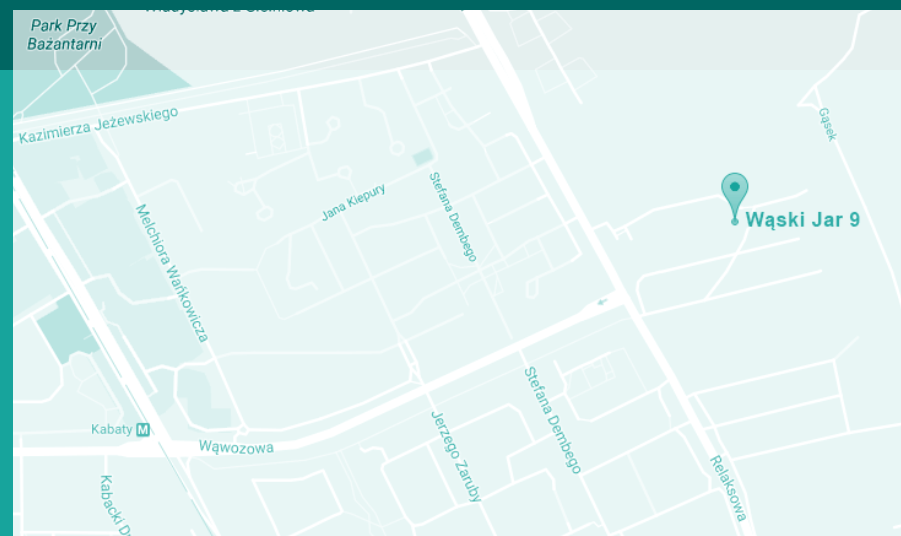 Park Przy
Bażantarni
Kazimierza Jeżewskiego
Gąsek
Jana Kiepury
Stefana Dembego
Melchiora Wańkowicza
Wąski Jar 9
Kabaty M
Wąwozowa
Jerzego Zaruby
Stefana Dembego
Relaksowa
Kabacki